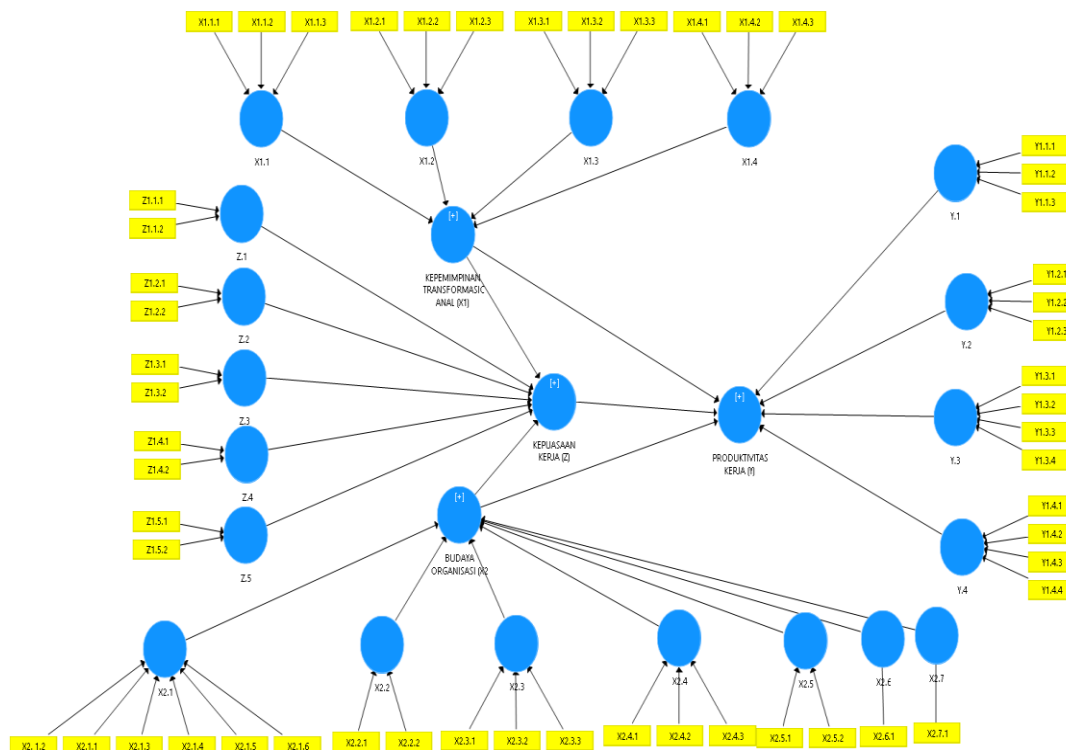 X1.1.1 X1.1.2 X1.1.3 X1.2.1 X1.2.2 X1.2.3 X1.3.1 X1.3.2 X1.3.3 X1.4.1 X1.4.2 X1.4.3
X1.1 X1.2 X1.3 X1.4
Y1.1.1
Y1.1.2
Y1.1.3
Y.1
Z1.1.1
Z1.1.2
Z.1
[+]
KEPEMIMPINAN
TRANSFORMASIC
ANAL (X1)
Z1.2.1
Z1.2.2
Z.2
Y1.2.1
Y1.2.2
Y1.2.3
Y.2
Z1.3.1
Z1.3.2
Z.3
[+]
KEPUASAAN
KERJA (Z)
[+]
PRODUKTIVITAS
KERJA (Y)
Y1.3.1
Y1.3.2
Y1.3.3
Y1.3.4
Y.3
Z1.4.1
Z1.4.2
Z.4
Z1.5.1
Z1.5.2
Z.5
[+]
BUDAYA
ORGANISASI (X2
Y1.4.1
Y1.4.2
Y1.4.3
Y1.4.4
Y.4
X2.1 X2.2 X2.3 X2.4 X2.5 X2.6 X2.7
X2. 1.2 X2.1.1 X2.1.3 X2.1.4 X2.1.5 X2.1.6 X2.2.1 X2.2.2 X2.3.1 X2.3.2 X2.3.3 X2.4.1 X2.4.2 X2.4.3 X2.5.1 X2.5.2 X2.6.1 X2.7.1